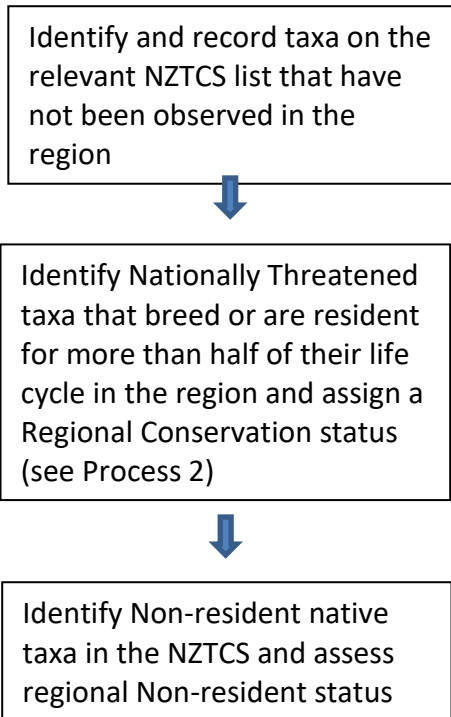 Identify and record taxa on the
relevant NZTCS list that have
not been observed in the
region
Identify Nationally Threatened
taxa that breed or are resident
for more than half of their life
cycle in the region and assign a
Regional Conservation status
(see Process 2)
Identify Non-resident native
taxa in the NZTCS and assess
regional Non-resident status